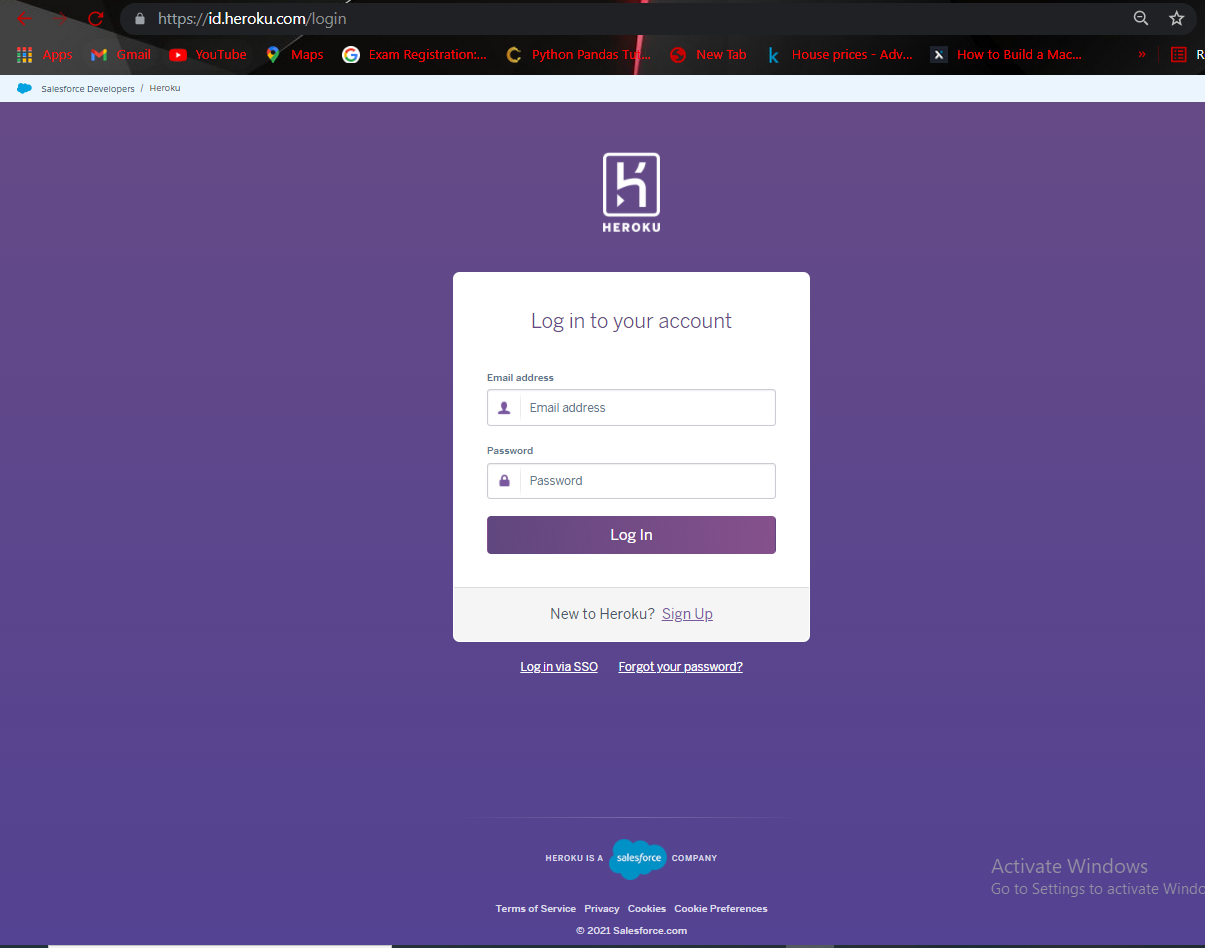 https://id.heroku.com/login
Apps Gmail YouTube Maps Exam Registration:... Python Pandas Tut... New Tab House prices - Adv... How to Build a Mac... » R
Salesforce Developers / Heroku
HEROKU
Log in to your account
Email address
Email address
Password
Password
Log In
New to Heroku? Sign Up
Log in via SSO Forgot your password?
HEROKU IS A salesforce COMPANY
Activate Windows
Go to Settings to activate Windo
Terms of Service Privacy Cookies Cookie Preferences
© 2021 Salesforce.com